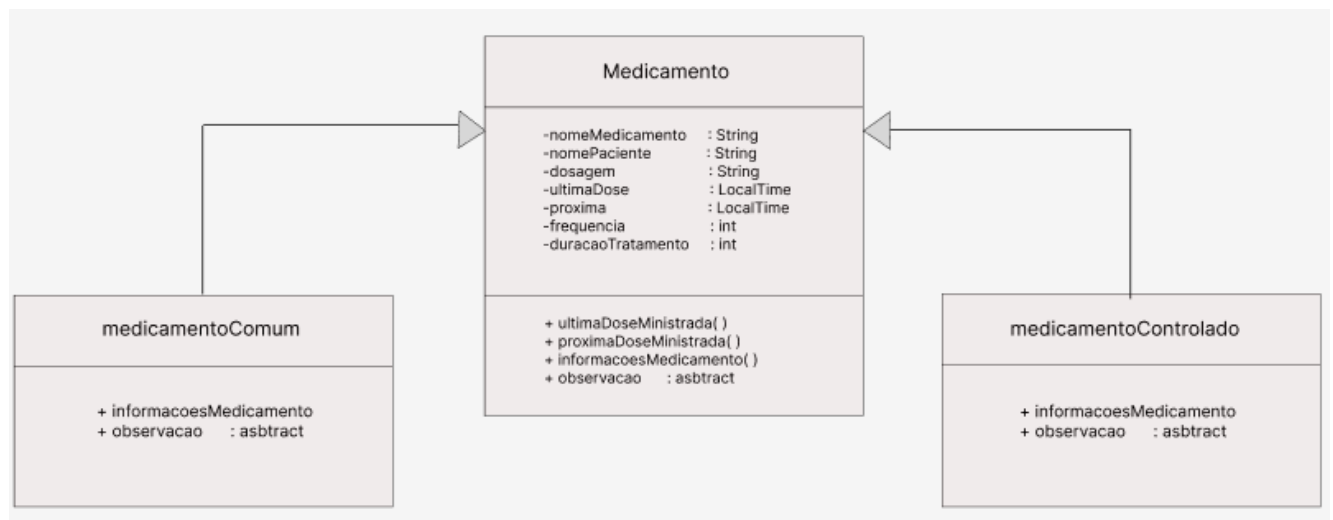 Medicamento
-nomeMedicamento : String
-nomePaciente : String
-dosagem : String
-ultimaDose : LocalTime
-proxima : LocalTime
-frequencia : int
-duracaoTratamento : int
+ ultimaDoseMinistrada( )
+ proximaDoseMinistrada( )
+ informacoesMedicamento( )
+ observacao : asbtract
medicamentoComum
+ informacoesMedicamento
+ observacao : asbtract
medicamentoControlado
+ informacoesMedicamento
+ observacao : asbtract